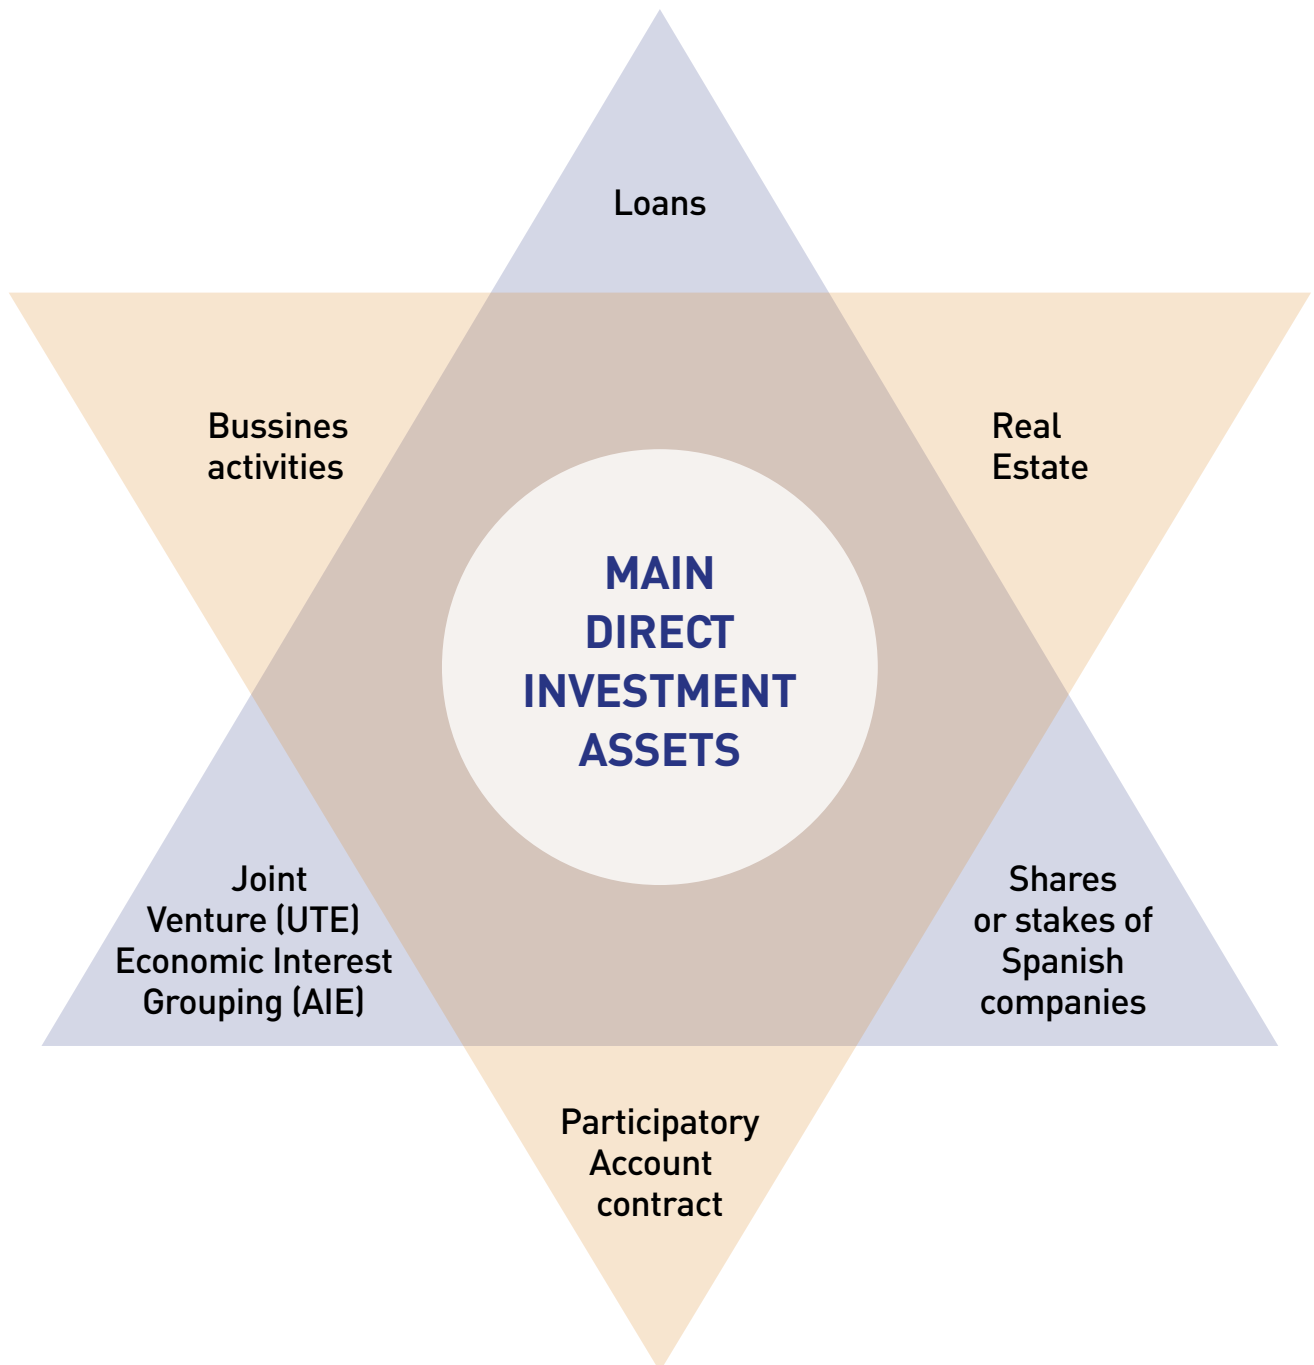 Loans
Bussines
activities
Real
Estate
MAIN
DIRECT
INVESTMENT
ASSETS
Joint
Venture (UTE)
Economic Interest
Grouping (AIE)
Shares
or stakes of
Spanish
companies
Participatory
Account
contract